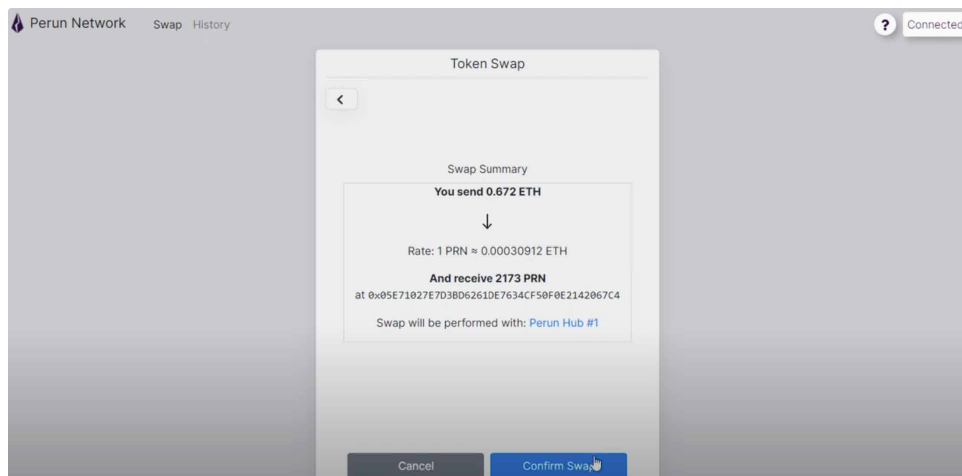 Perun Network
Swap History
?
Connected
Token Swap
Swap Summary
You send 0.672 ETH
↓
Rate: 1 PRN ≈ 0.00030912 ETH
And receive 2173 PRN
at 0x05E71027E7D3BD6261DE7634CF50F0E2142067C4
Swap will be performed with: Perun Hub #1
Cancel
Confirm Swap